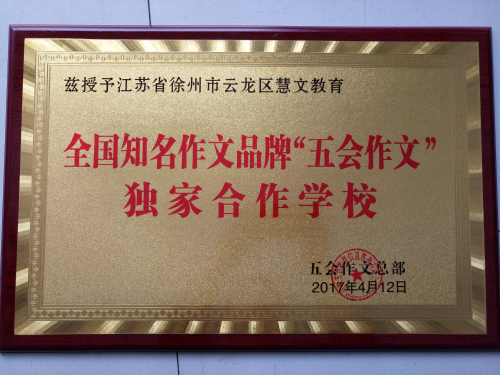 兹授予江苏省徐州市云龙区慧文教育
全国知名作文品牌“五会作文”
独家合作学校
五会作文总部
2017年4月12日